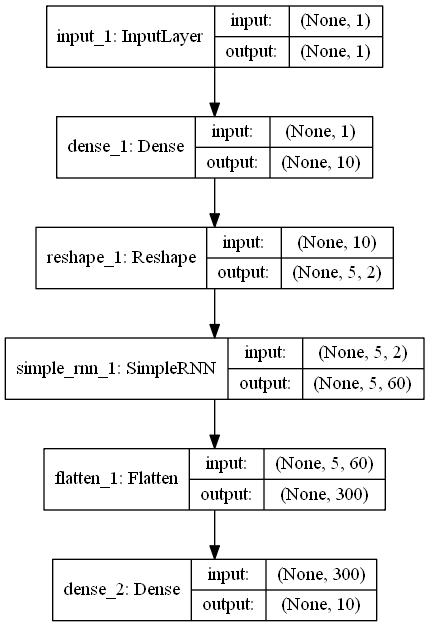 input_1: InputLayer
input: (None, 1)
output: (None, 1)
dense_1: Dense
input: (None, 1)
output: (None, 10)
reshape_1: Reshape
input: (None, 10)
output: (None, 5, 2)
simple_rnn_1: SimpleRNN
input: (None, 5, 2)
output: (None, 5, 60)
flatten_1: Flatten
input: (None, 5, 60)
output: (None, 300)
dense_2: Dense
input: (None, 300)
output: (None, 10)